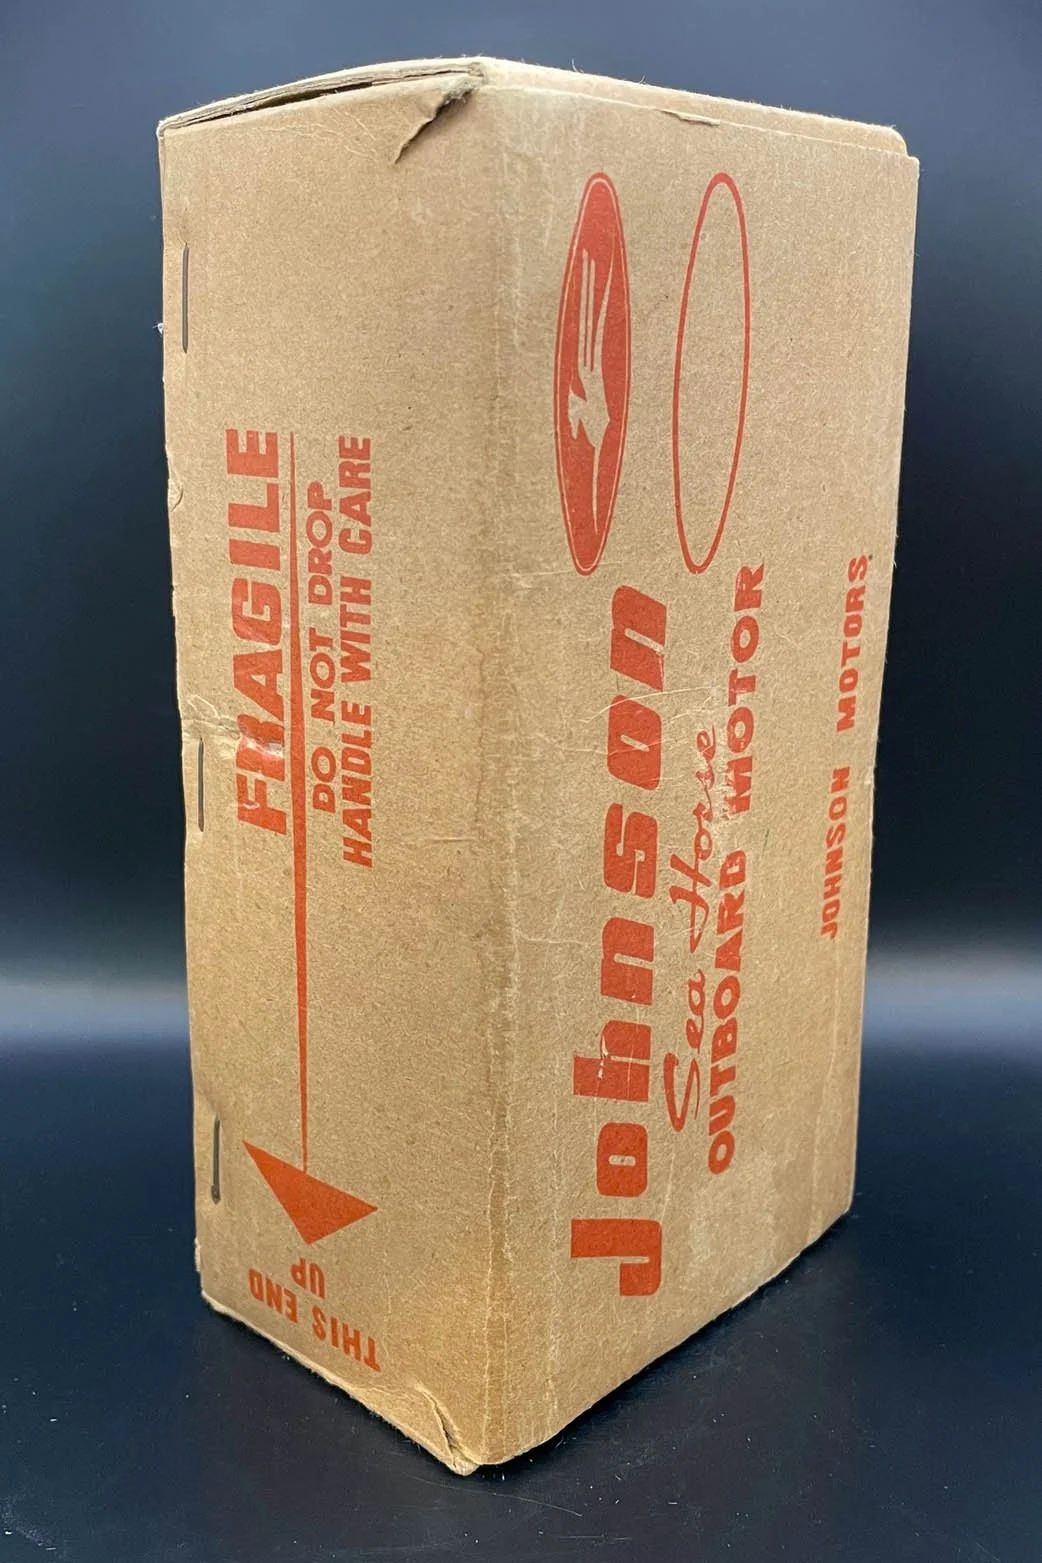 FRAGILE
DO NOT DROP
HANDLE WITH CARE
THIS END
UP
Johnson
Sea Horse
OUTBOARD MOTOR
JOHNSON MOTORS